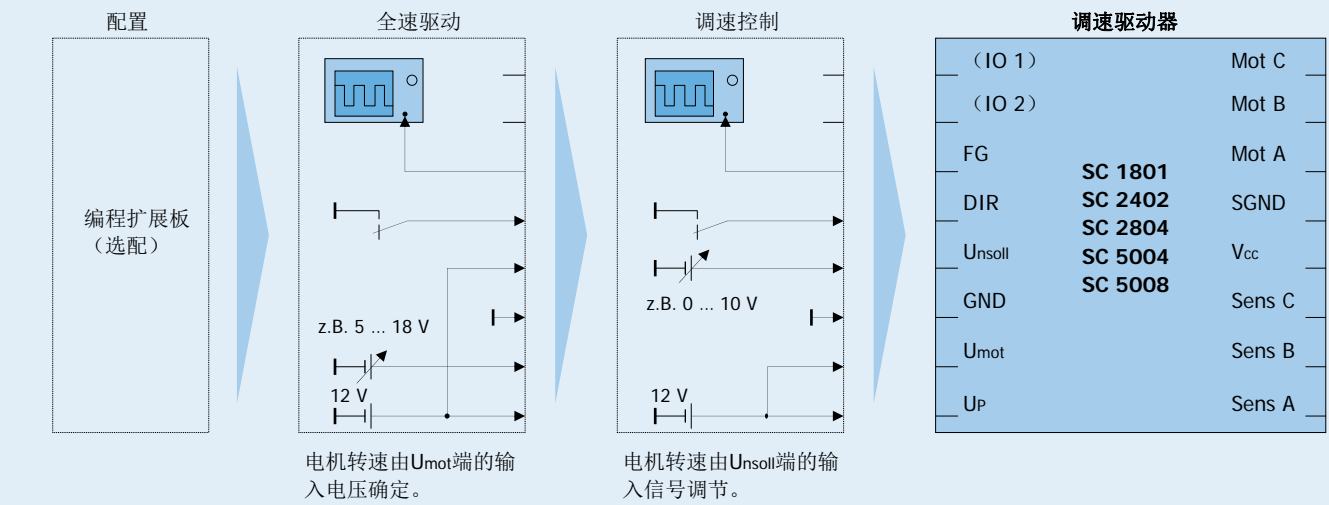 配置
编程扩展板
（选配）
全速驱动
z.B. 5 ... 18 V
12 V
电机转速由Umot端的输
入电压确定。
调速控制
z.B. 0 ... 10 V
12 V
电机转速由Unsoll端的输
入信号调节。
调速驱动器
（IO 1）
（IO 2）
FG
DIR
Unsoll
GND
Umot
UP
SC 1801
SC 2402
SC 2804
SC 5004
SC 5008
Mot C
Mot B
Mot A
SGND
Vcc
Sens C
Sens B
Sens A